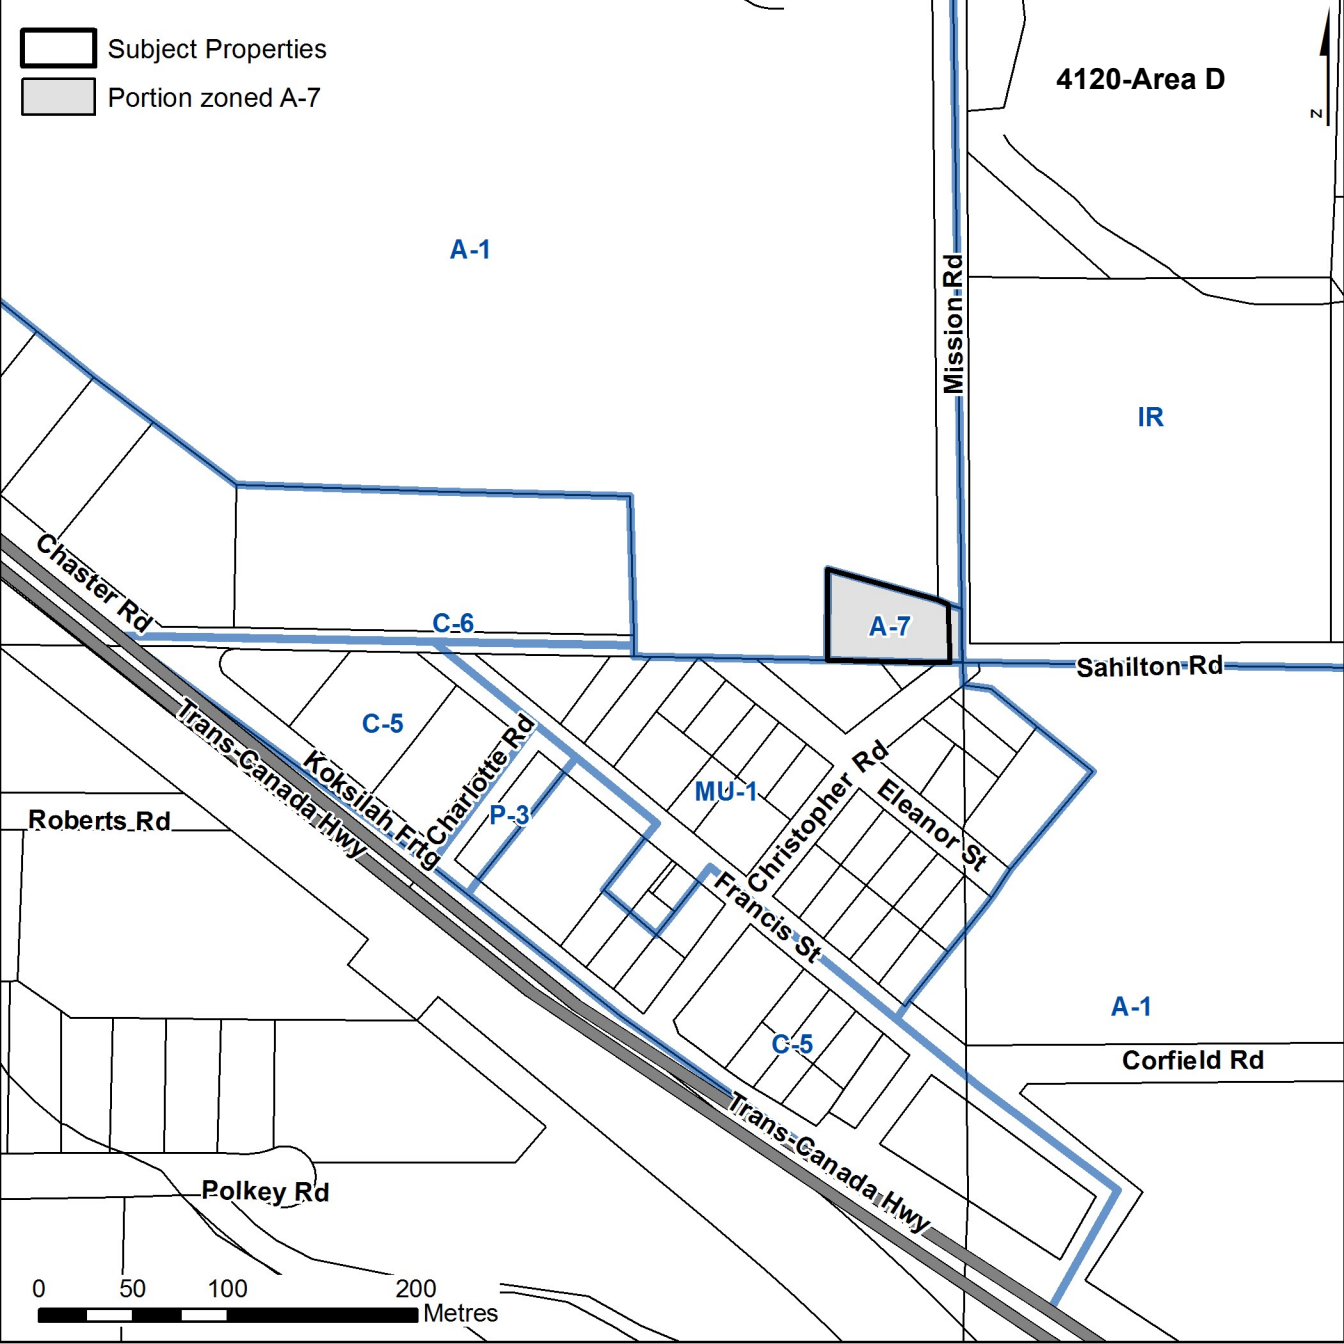 Subject Properties
Portion zoned A-7
4120-Area D
z
A-1
Mission Rd
IR
Chaster Rd
C-6
A-7
Sahilton Rd
C-5
Trans-Canada Hwy
Koksilah Frtg
Charlotte Rd
P-3
MU-1
Christopher Rd
Eleanor St
Roberts Rd
Francis St
A-1
C-5
Corfield Rd
Trans-Canada Hwy
Polkey Rd
0 50 100 200
Metres